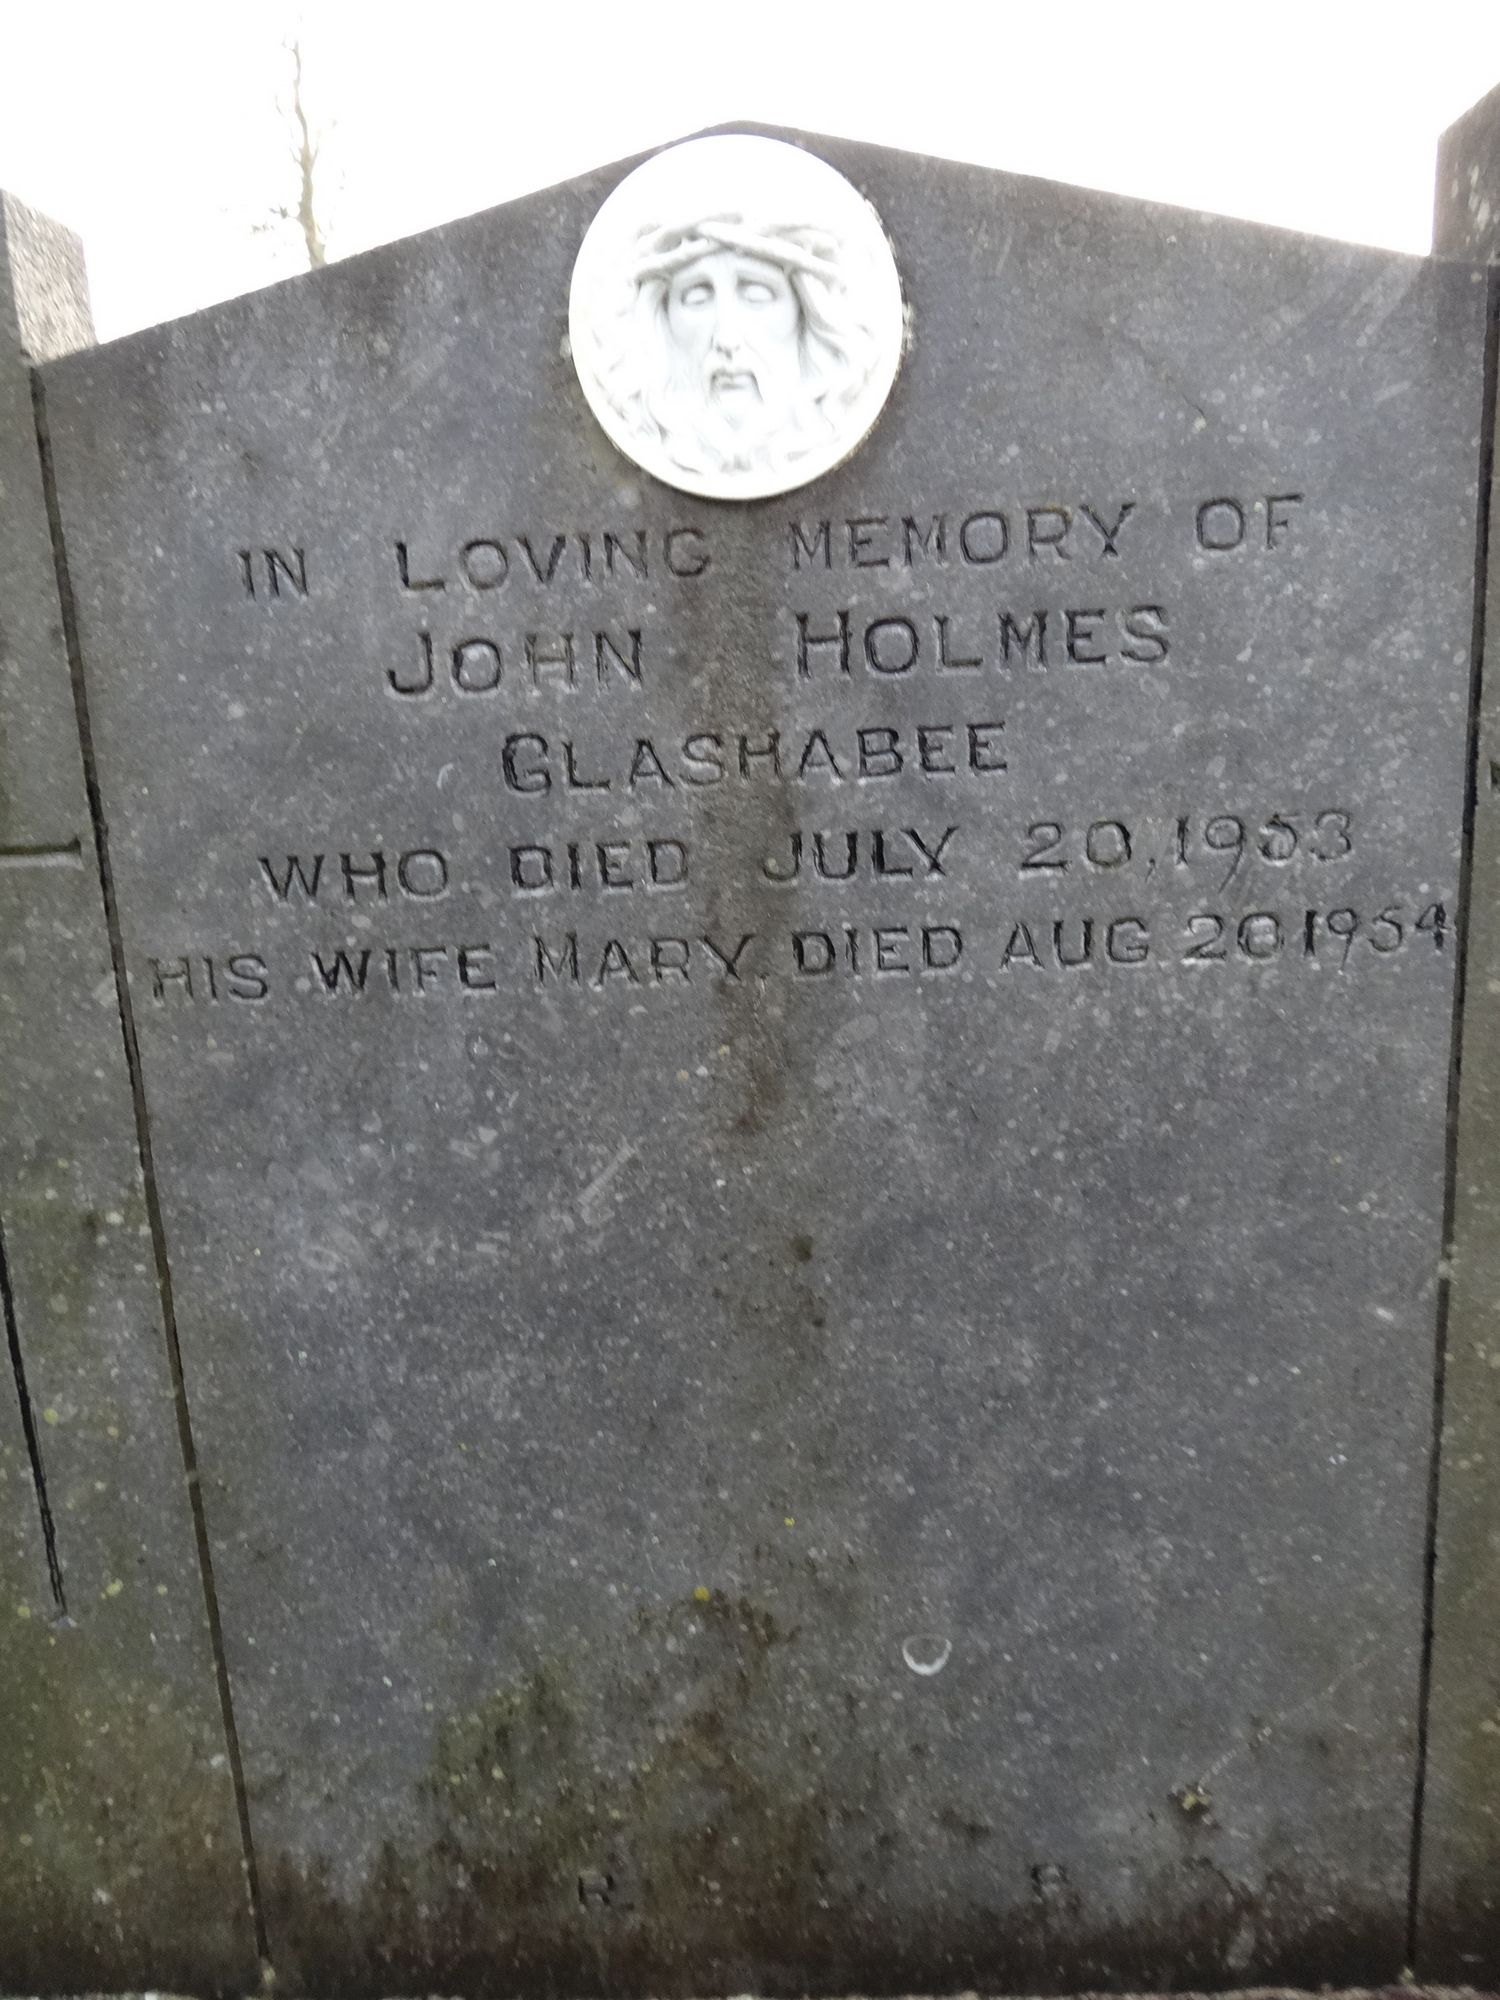 IN LOVING MEMORY OF
JOHN HOLMES
GLASHABEE
WHO DIED JULY 20, 1953
HIS WIFE MARY, DIED AUG 20 1954
R